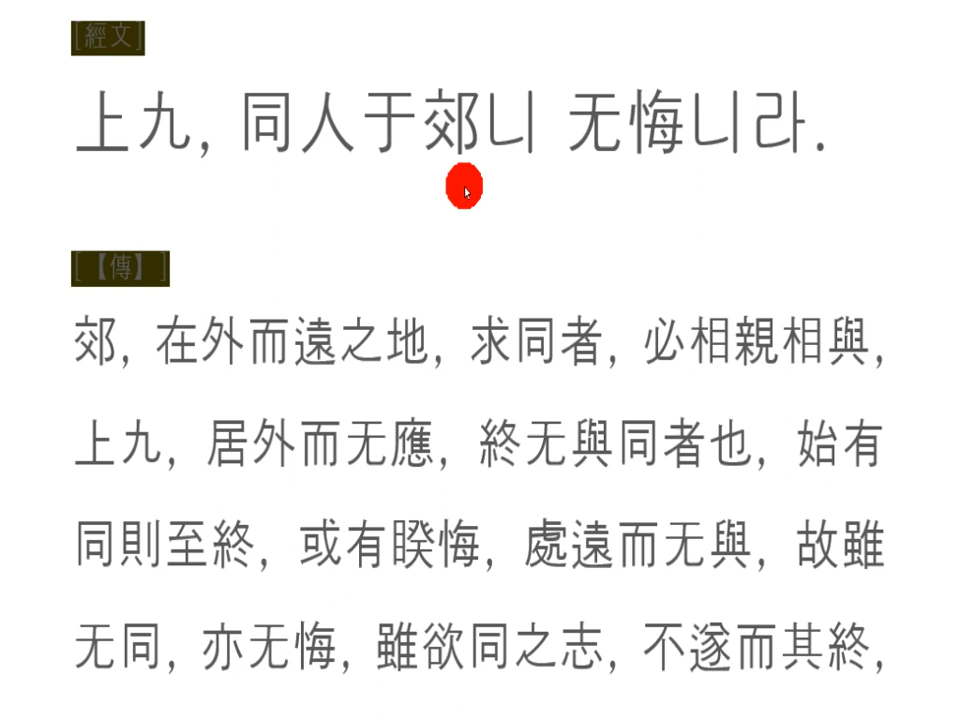 [經文]
上九, 同人于郊니 无悔니라.
[【傳】]
郊, 在外而遠之地, 求同者, 必相親相與,
上九, 居外而无應, 終无與同者也, 始有
同則至終, 或有睽悔, 處遠而无與, 故雖
无同, 亦无悔, 雖欲同之志, 不遂而其終,